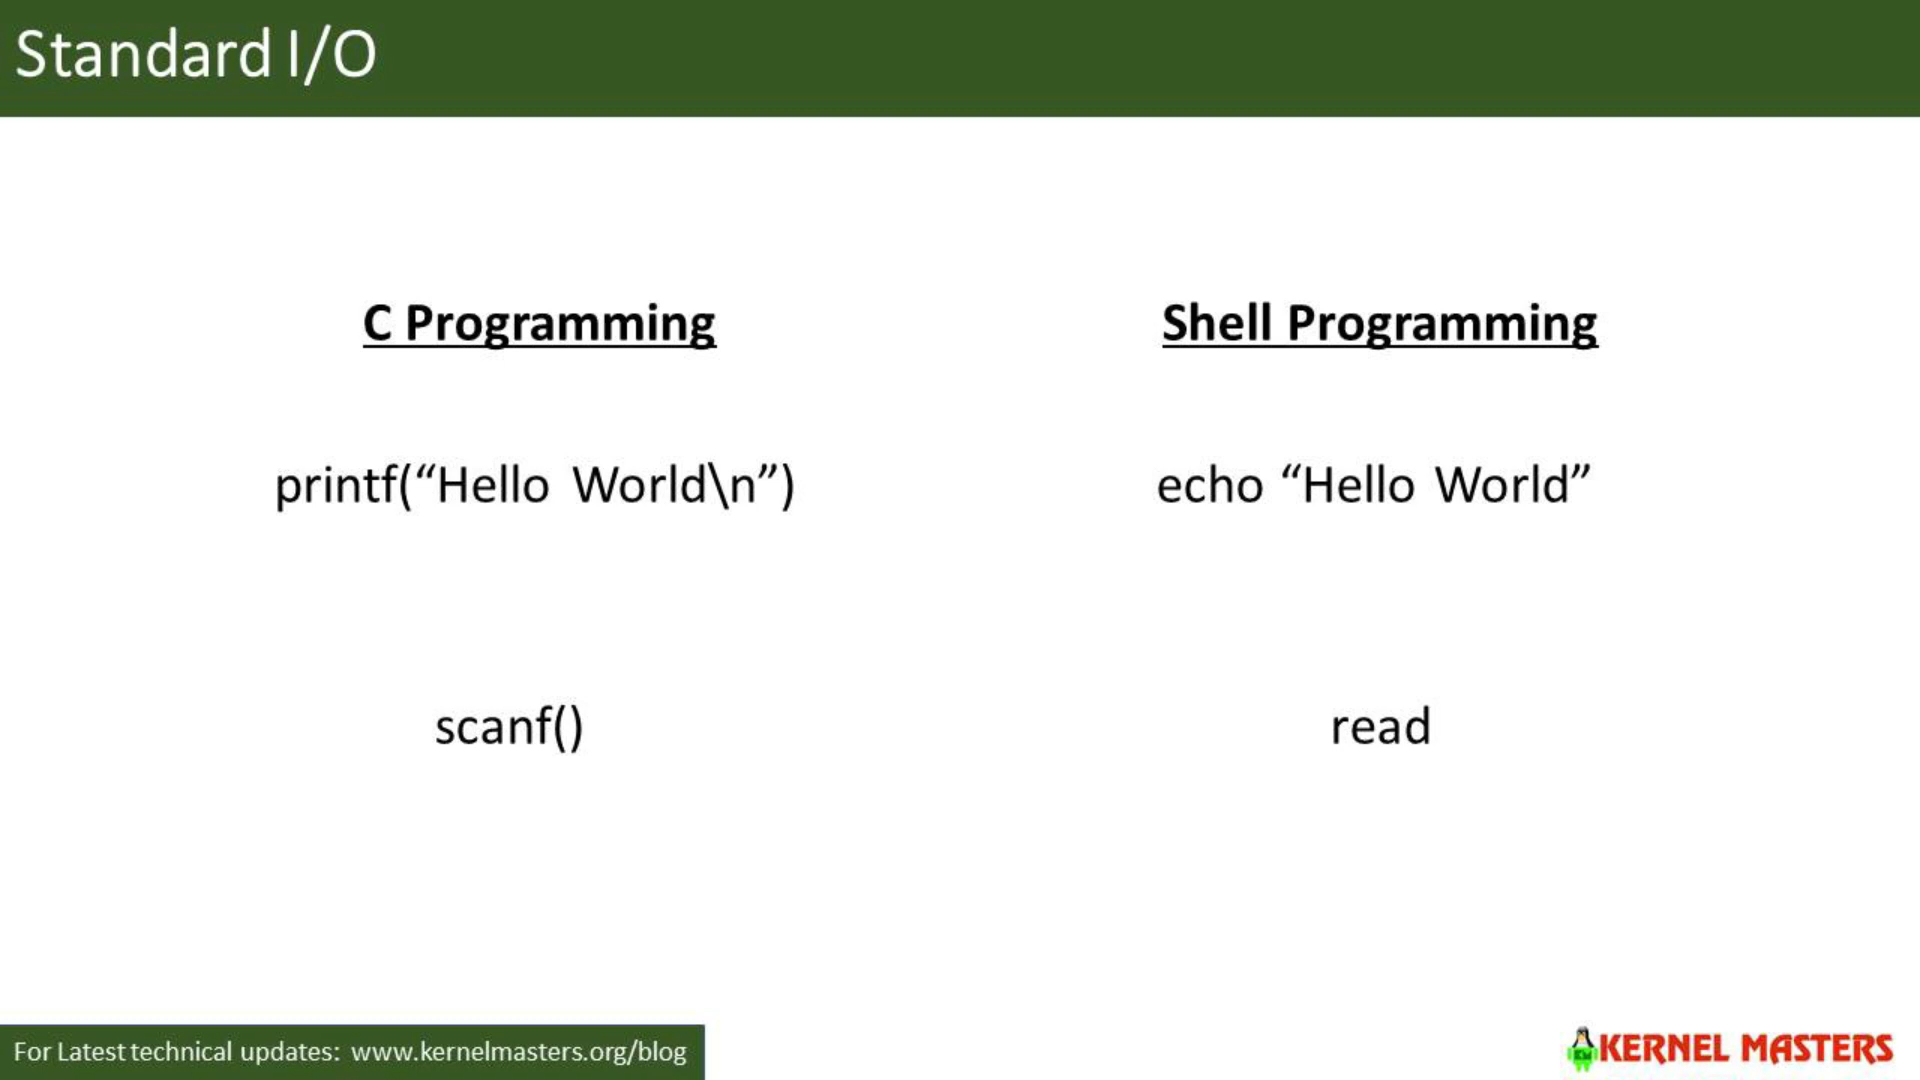 Standard I/O
C Programming
Shell Programming
printf(“Hello World\n”)
echo “Hello World”
scanf()
read
For Latest technical updates: www.kernelmasters.org/blog
KM
KERNEL MASTERS